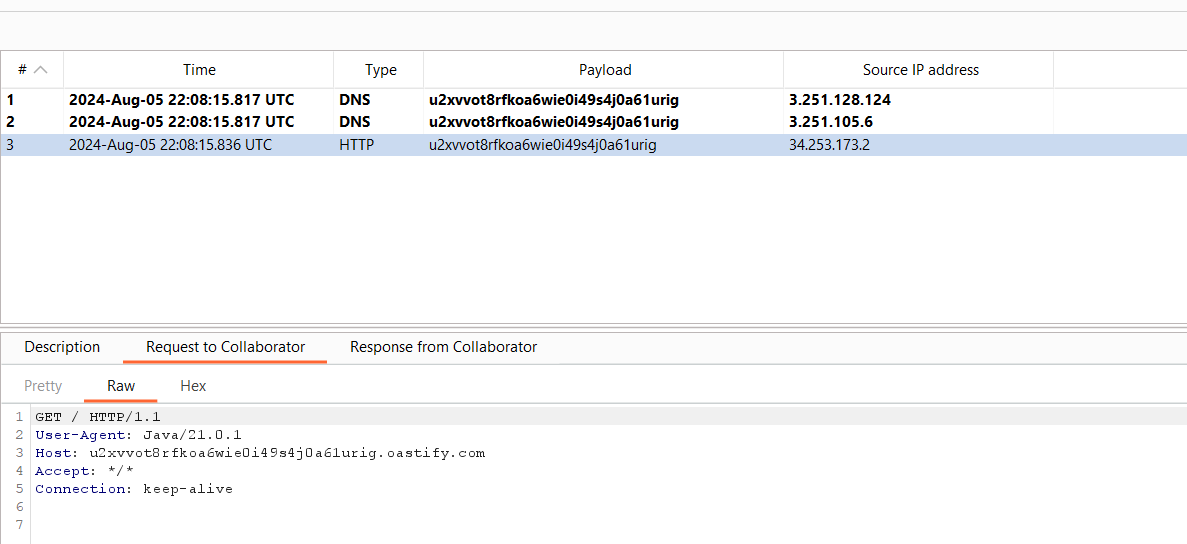 # Time Type Payload Source IP address
1 2024-Aug-05 22:08:15.817 UTC DNS u2xvvot8rfkoa6wie0i49s4j0a61urig 3.251.128.124
2 2024-Aug-05 22:08:15.817 UTC DNS u2xvvot8rfkoa6wie0i49s4j0a61urig 3.251.105.6
3 2024-Aug-05 22:08:15.836 UTC HTTP u2xvvot8rfkoa6wie0i49s4j0a61urig 34.253.173.2
Description Request to Collaborator Response from Collaborator
Pretty Raw Hex
1 GET / HTTP/1.1
2 User-Agent: Java/21.0.1
3 Host: u2xvvot8rfkoa6wie0i49s4j0a61urig.oastify.com
4 Accept: */*
5 Connection: keep-alive
6
7